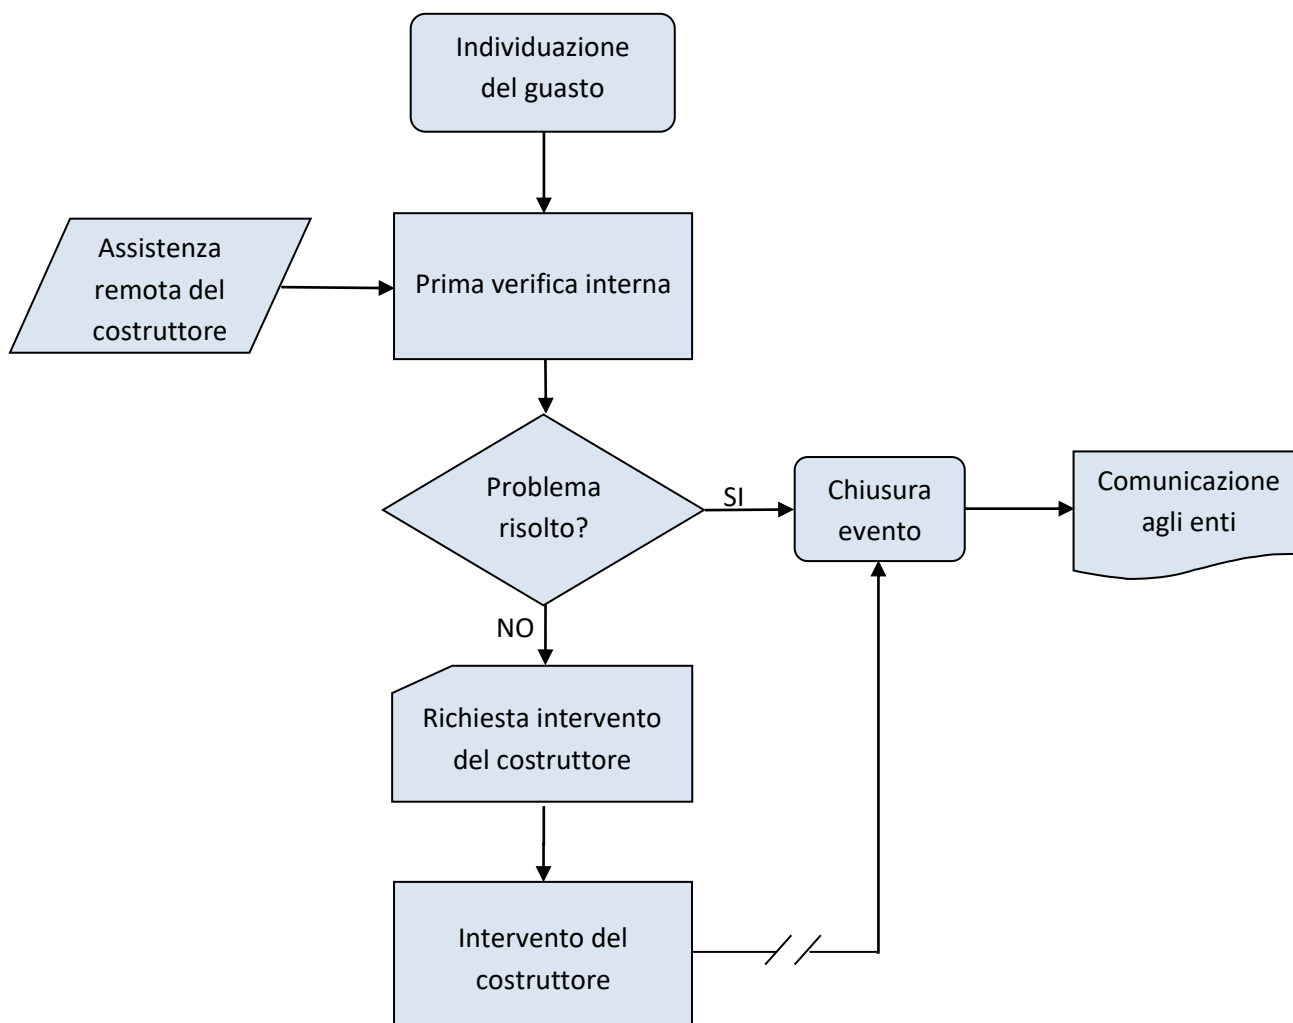 Individuazione
del guasto
Assistenza
remota del
costruttore
Prima verifica interna
Problema
risolto?
SI
Chiusura
evento
Comunicazione
agli enti
NO
Richiesta intervento
del costruttore
Intervento del
costruttore